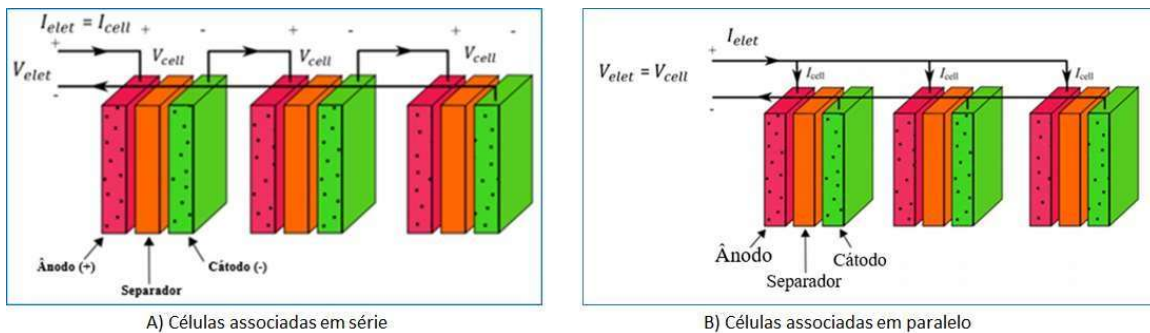 I_elet = I_cell
+ - + - + -
+
V_cell V_cell V_cell
V_elet
-
Ânodo (+)
Cátodo (-)
Separador
A) Células associadas em série
I_elet
+
V_elet = V_cell
I_cell I_cell I_cell
-
Ânodo
Cátodo
Separador
B) Células associadas em paralelo